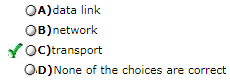 A)data link
B)network
C)transport
D)None of the choices are correct